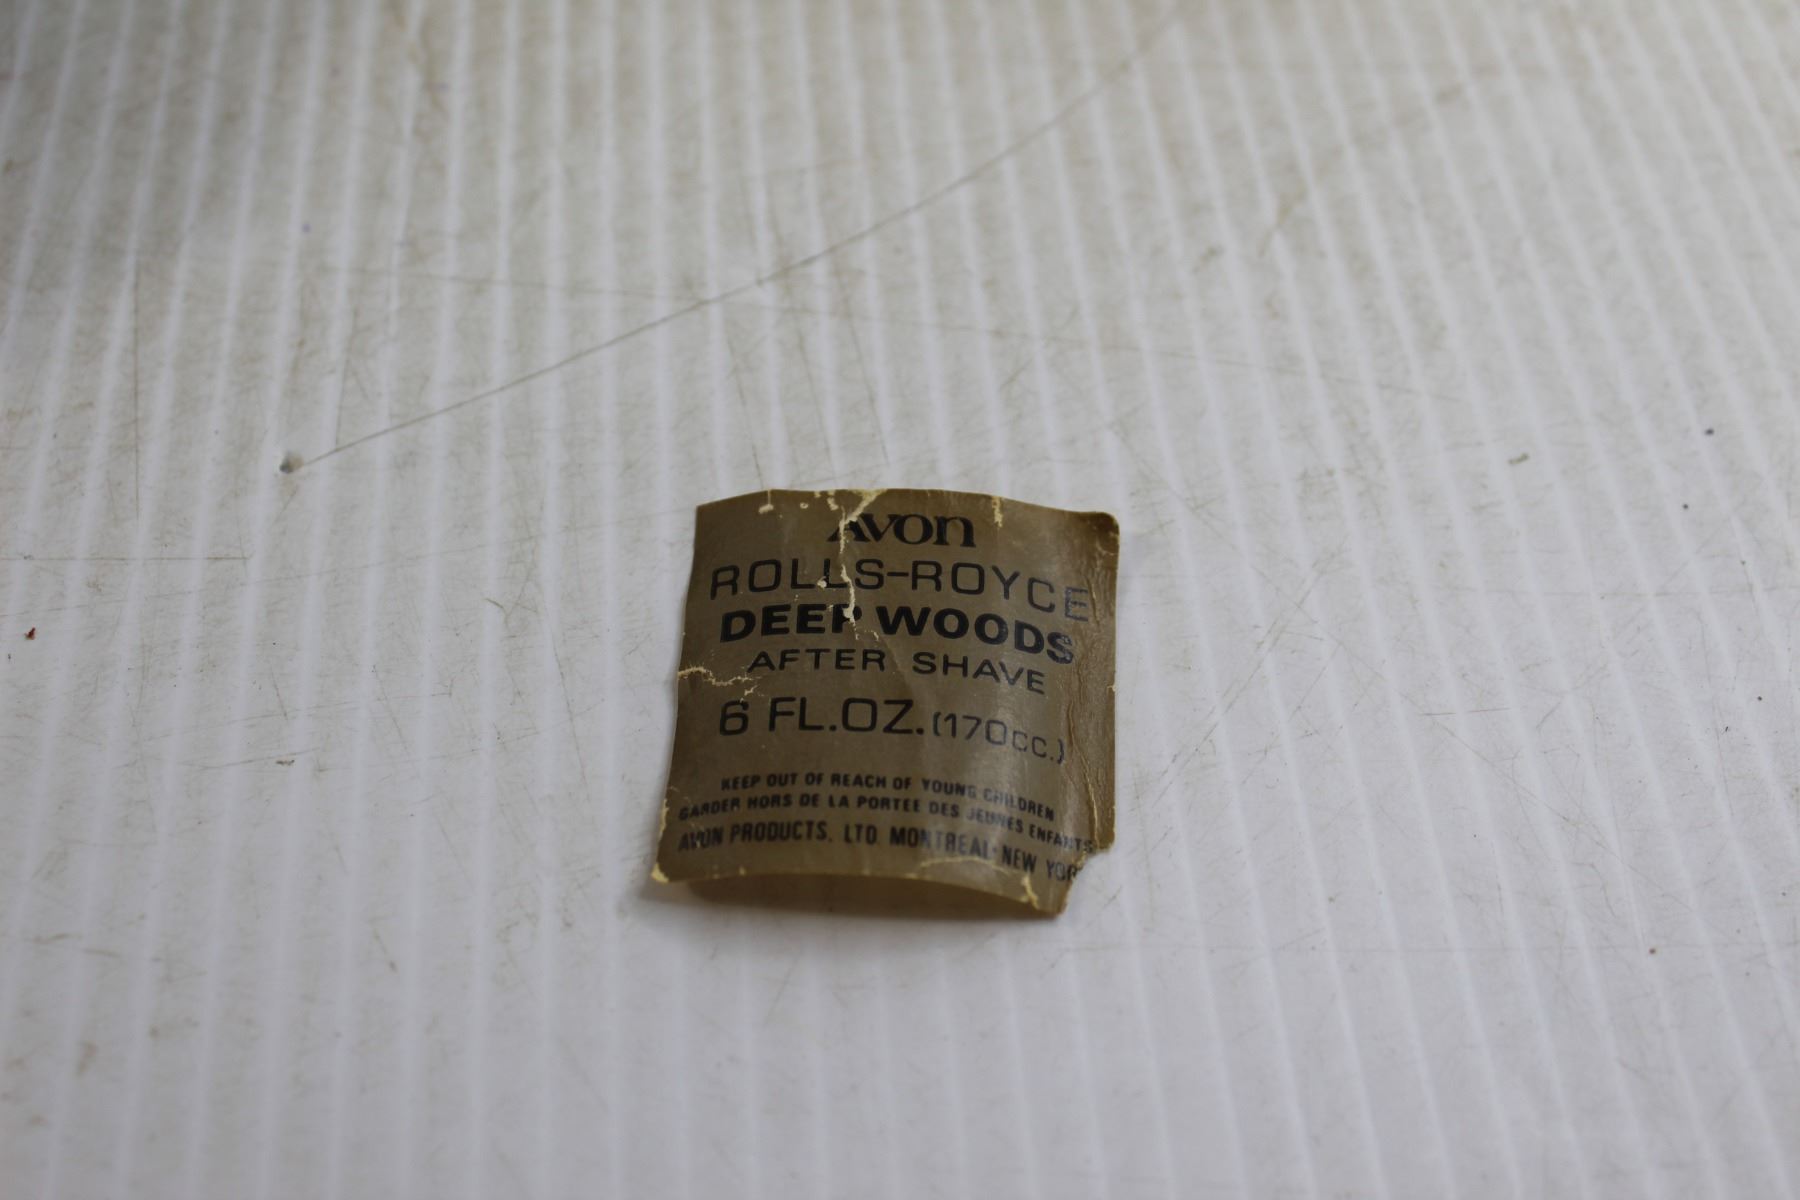 AVON
ROLLS-ROYCE
DEEP WOODS
AFTER SHAVE
6 FL.OZ. (170cc.)
KEEP OUT OF REACH OF YOUNG CHILDREN
GARDER HORS DE LA PORTEE DES JEUNES ENFANTS
AVON PRODUCTS, LTD. MONTREAL NEW YOR